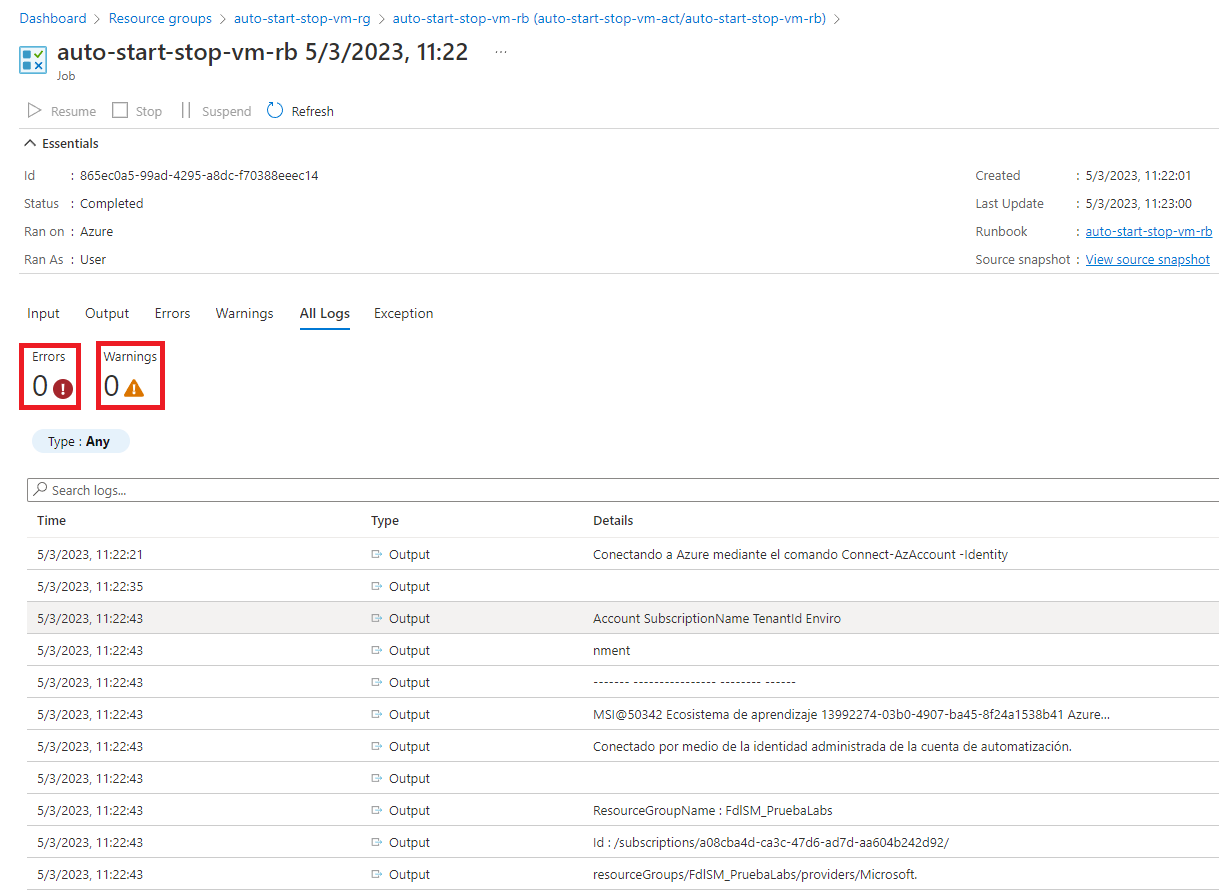 Dashboard > Resource groups > auto-start-stop-vm-rg > auto-start-stop-vm-rb (auto-start-stop-vm-act/auto-start-stop-vm-rb) >
auto-start-stop-vm-rb 5/3/2023, 11:22 ...
Job
Resume Stop Suspend Refresh
Essentials
Id : 865ec0a5-99ad-4295-a8dc-f70388eeec14 Created : 5/3/2023, 11:22:01
Status : Completed Last Update : 5/3/2023, 11:23:00
Ran on : Azure Runbook : auto-start-stop-vm-rb
Ran As : User Source snapshot : View source snapshot
Input Output Errors Warnings All Logs Exception
Errors Warnings
0 0
Type : Any
Search logs...
Time Type Details
5/3/2023, 11:22:21 Output Conectando a Azure mediante el comando Connect-AzAccount -Identity
5/3/2023, 11:22:35 Output
5/3/2023, 11:22:43 Output Account SubscriptionName TenantId Enviro
5/3/2023, 11:22:43 Output nment
5/3/2023, 11:22:43 Output ------- ---------------- -------- ------
5/3/2023, 11:22:43 Output MSI@50342 Ecosistema de aprendizaje 13992274-03b0-4907-ba45-8f24a1538b41 Azure...
5/3/2023, 11:22:43 Output Conectado por medio de la identidad administrada de la cuenta de automatización.
5/3/2023, 11:22:43 Output
5/3/2023, 11:22:43 Output ResourceGroupName : FdlSM_PruebaLabs
5/3/2023, 11:22:43 Output Id : /subscriptions/a08cba4d-ca3c-47d6-ad7d-aa604b242d92/
5/3/2023, 11:22:43 Output resourceGroups/FdlSM_PruebaLabs/providers/Microsoft.